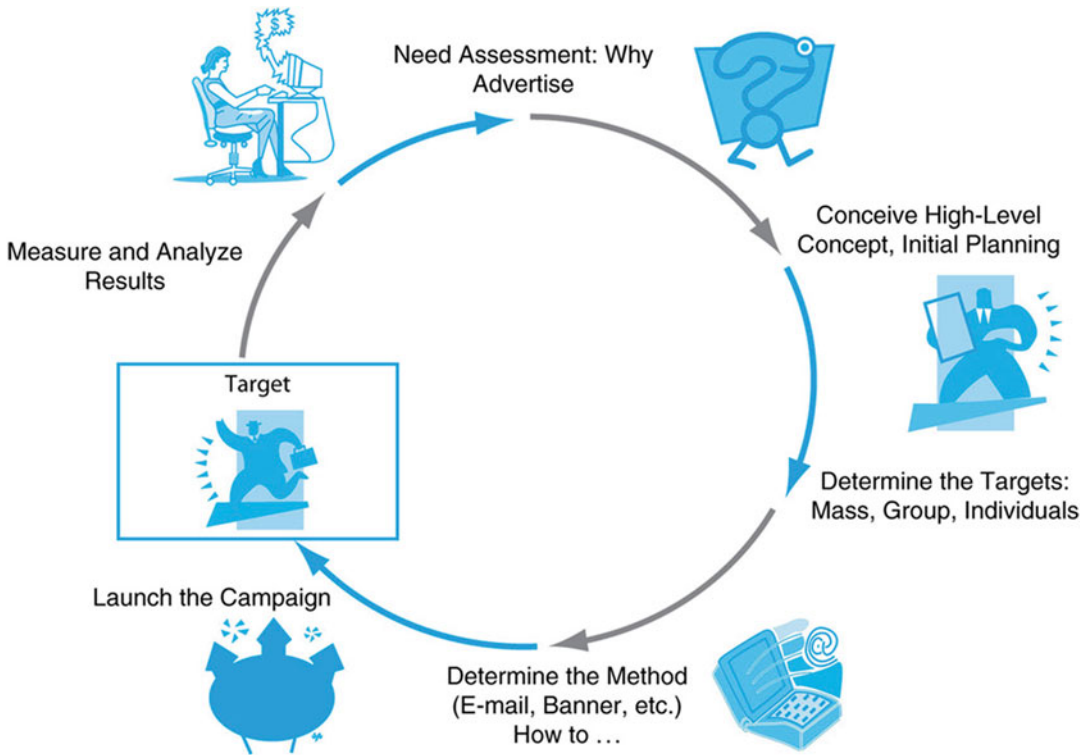 $
Need Assessment: Why
Advertise
Conceive High-Level
Concept, Initial Planning
Determine the Targets:
Mass, Group, Individuals
Determine the Method
(E-mail, Banner, etc.)
How to …
Launch the Campaign
Target
Measure and Analyze
Results